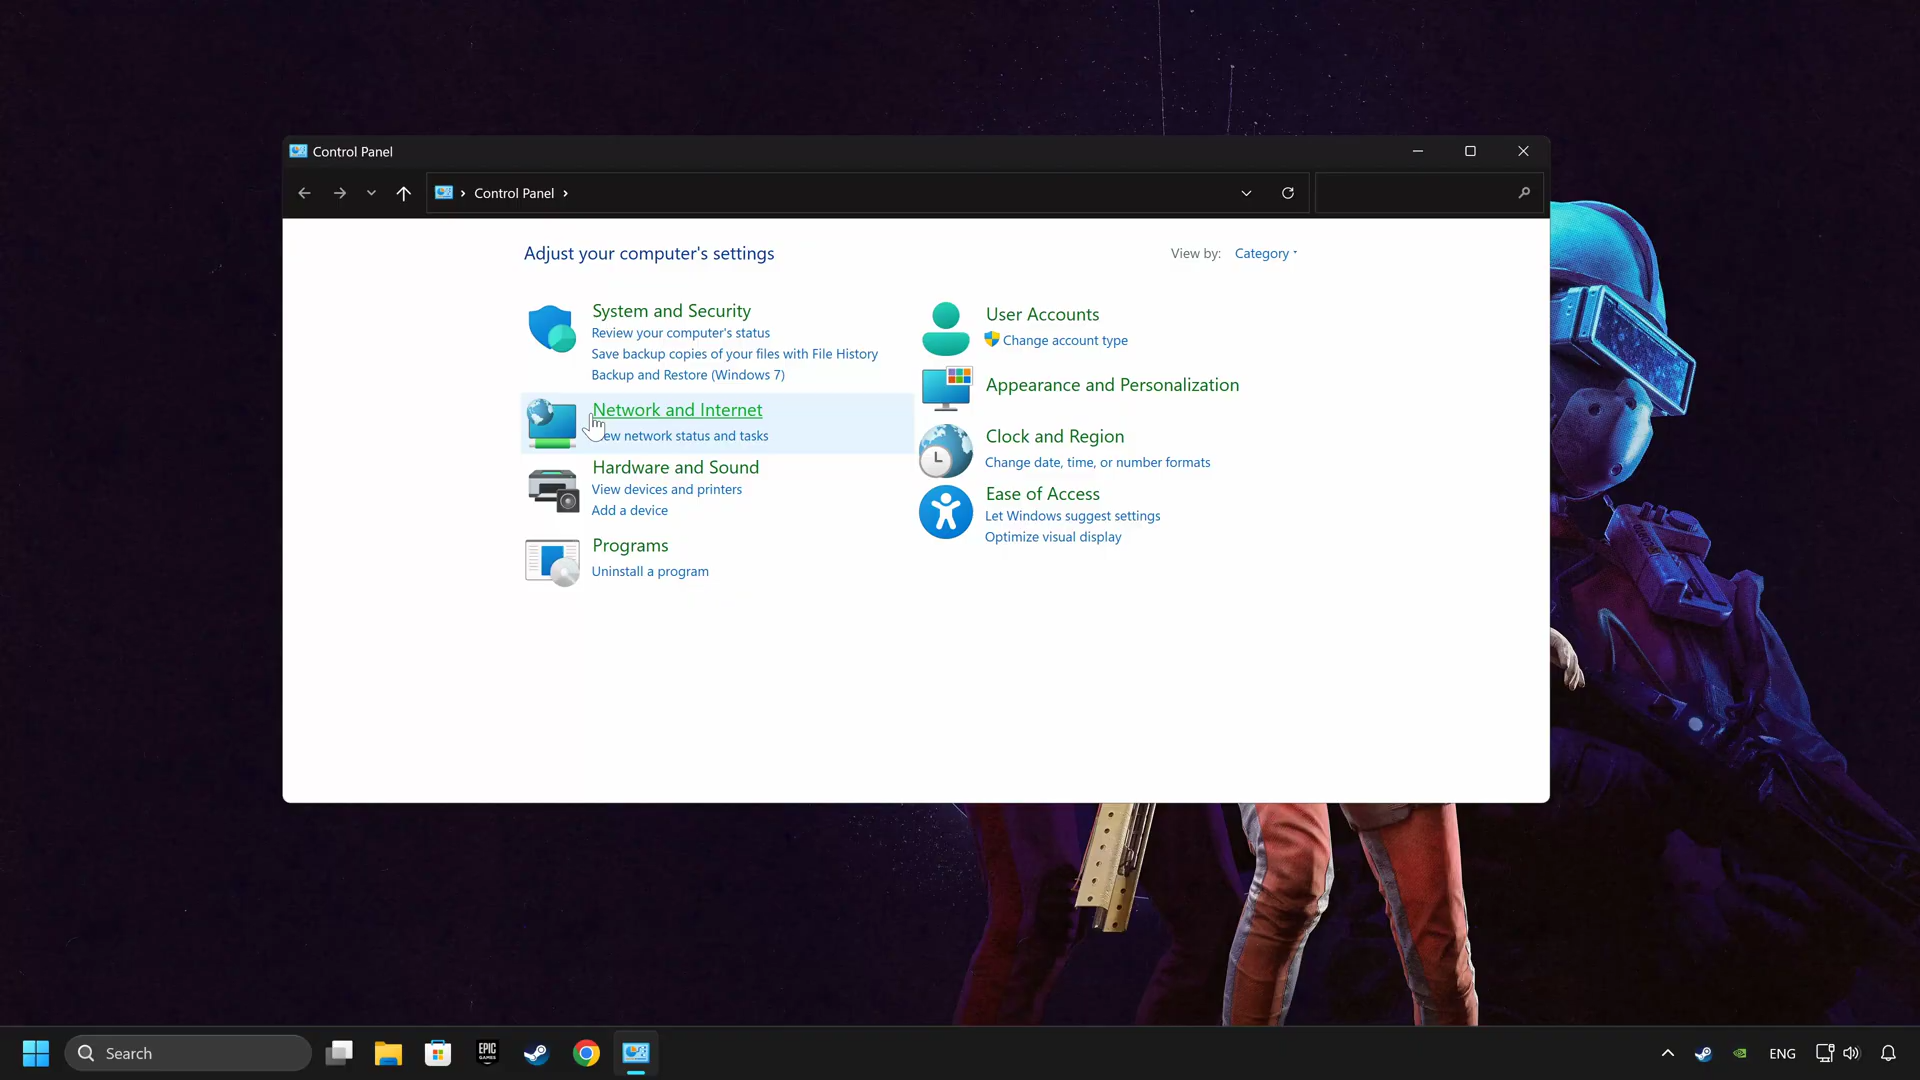 Control Panel
Control Panel
Adjust your computer's settings
View by: Category
System and Security
Review your computer's status
Save backup copies of your files with File History
Backup and Restore (Windows 7)
Network and Internet
network status and tasks
Hardware and Sound
View devices and printers
Add a device
Programs
Uninstall a program
User Accounts
Change account type
Appearance and Personalization
Clock and Region
Change date, time, or number formats
Ease of Access
Let Windows suggest settings
Optimize visual display
Search
EPIC
GAMES
ENG